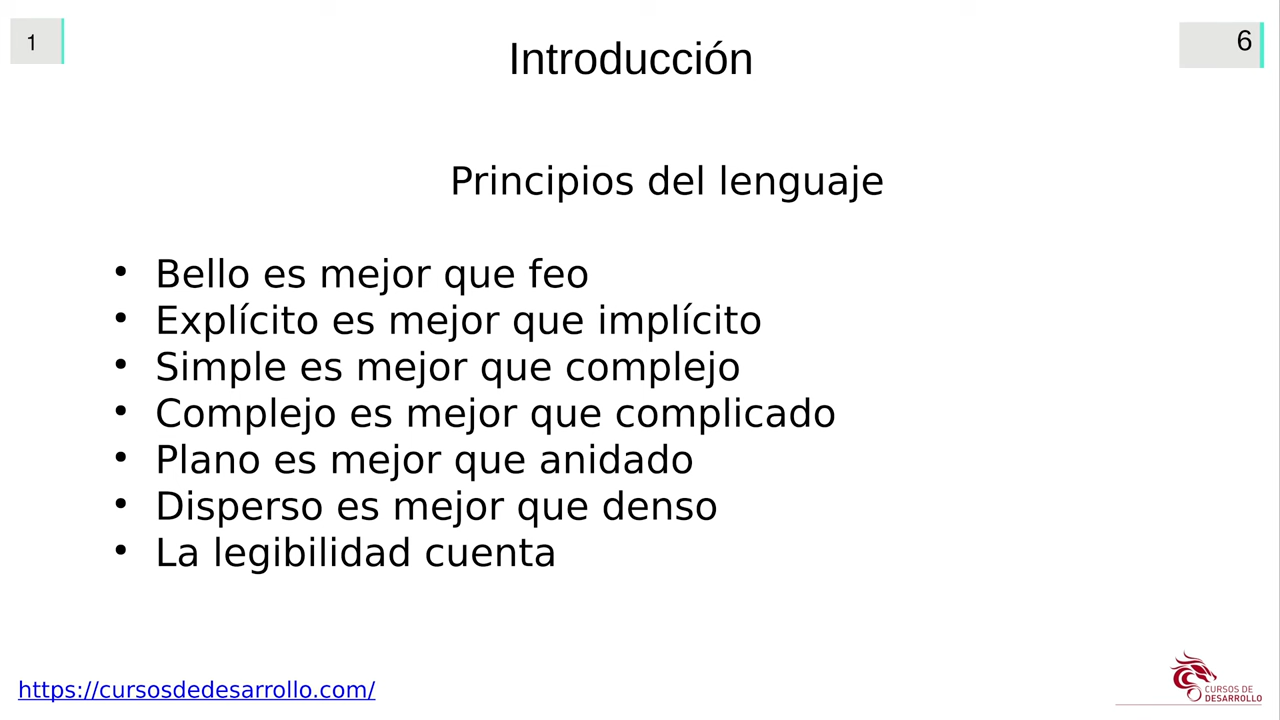 1
6
Introducción
Principios del lenguaje
• Bello es mejor que feo
• Explícito es mejor que implícito
• Simple es mejor que complejo
• Complejo es mejor que complicado
• Plano es mejor que anidado
• Disperso es mejor que denso
• La legibilidad cuenta
https://cursosdedesarrollo.com/
CURSOS DE
DESARROLLO